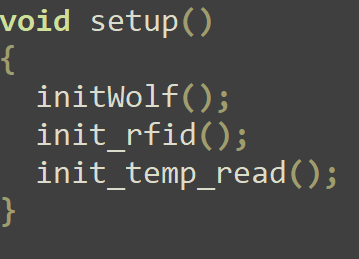 void setup()
{
  initWolf();
  init_rfid();
  init_temp_read();
}